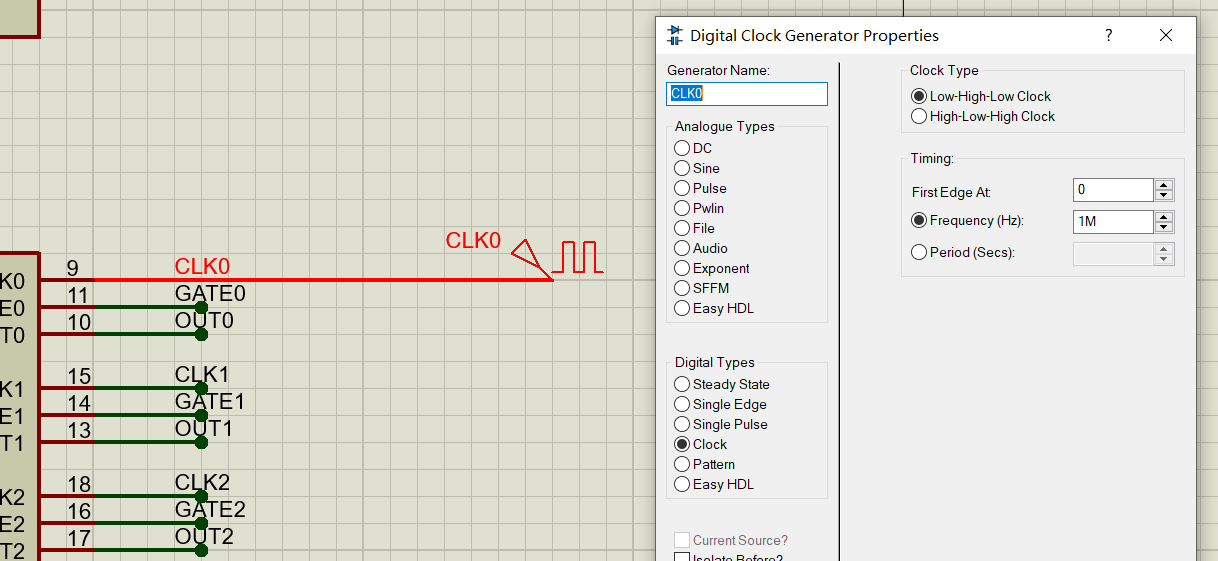 Digital Clock Generator Properties
?
Generator Name:
CLK0
Analogue Types
DC
Sine
Pulse
Pwlin
File
Audio
Exponent
SFFM
Easy HDL
Digital Types
Steady State
Single Edge
Single Pulse
Clock
Pattern
Easy HDL
Current Source?
Isolate Before?
Clock Type
Low-High-Low Clock
High-Low-High Clock
Timing:
First Edge At: 0
Frequency (Hz): 1M
Period (Secs):
CLK0
K0 9 CLK0
E0 11 GATE0
T0 10 OUT0
K1 15 CLK1
E1 14 GATE1
T1 13 OUT1
K2 18 CLK2
E2 16 GATE2
T2 17 OUT2